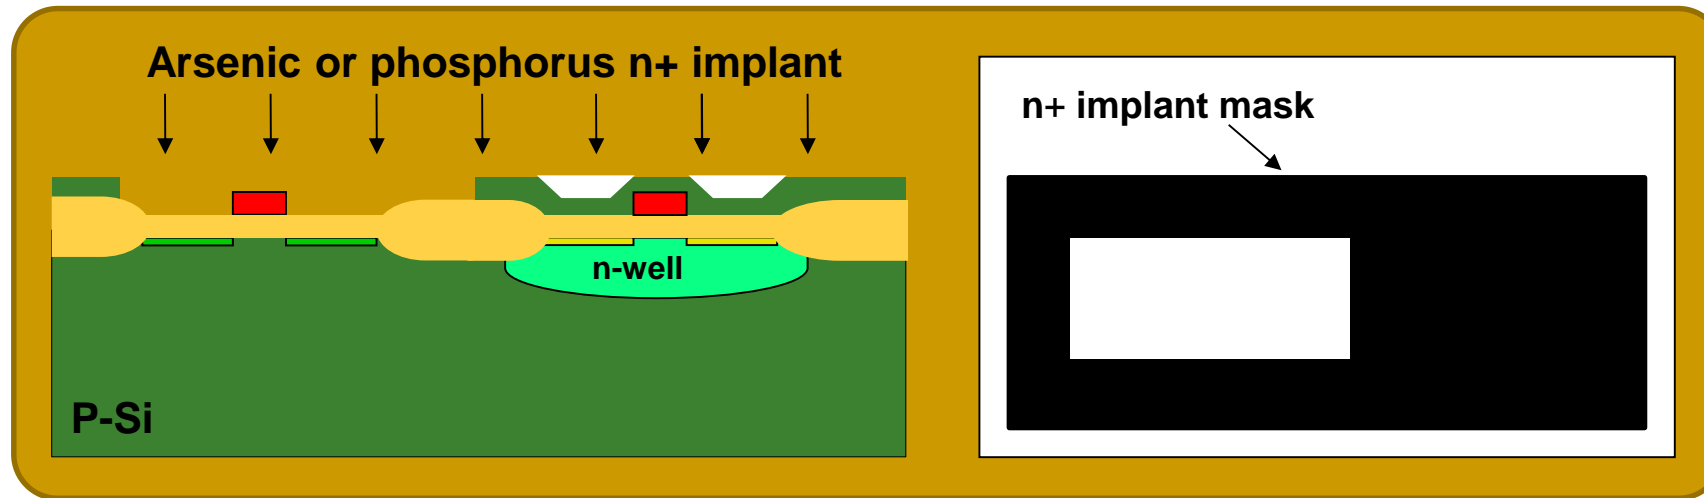 Arsenic or phosphorus n+ implant
n+ implant mask
n-well
P-Si